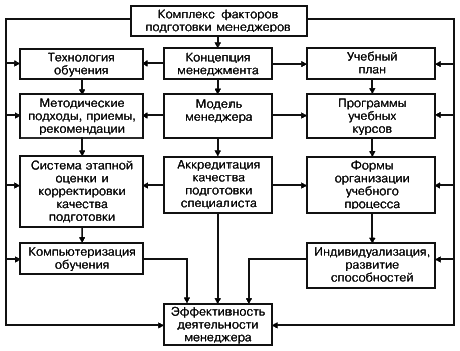 Комплекс факторов
подготовки менеджеров
Технология
обучения
Концепция
менеджмента
Учебный
план
Методические
подходы, приемы,
рекомендации
Модель
менеджера
Программы
учебных
курсов
Система этапной
оценки и
корректировки
качества
подготовки
Аккредитация
качества
подготовки
специалиста
Формы
организации
учебного
процесса
Компьютеризация
обучения
Индивидуализация,
развитие
способностей
Эффективность
деятельности
менеджера